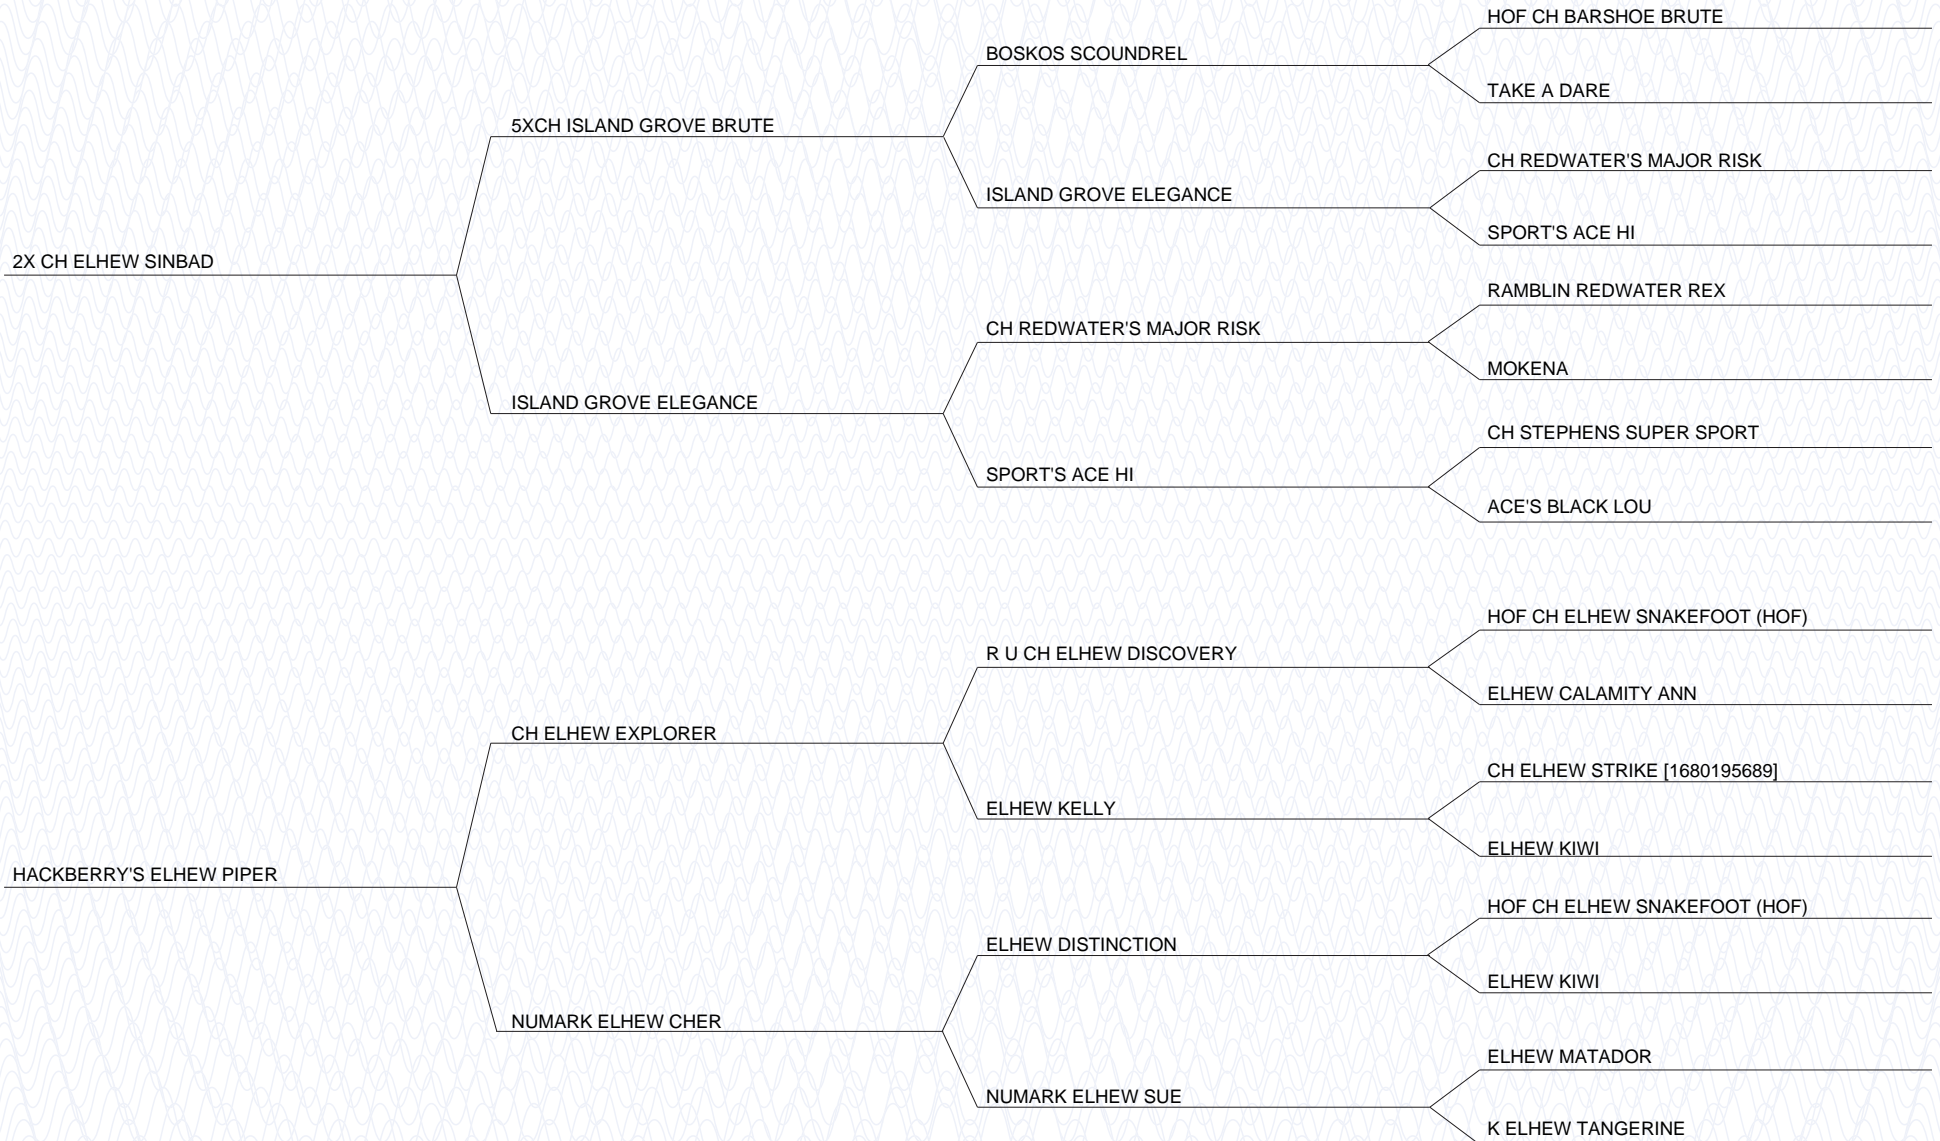 HOF CH BARSHOE BRUTE
BOSKOS SCOUNDREL
TAKE A DARE
5XCH ISLAND GROVE BRUTE
CH REDWATER'S MAJOR RISK
ISLAND GROVE ELEGANCE
SPORT'S ACE HI
2X CH ELHEW SINBAD
RAMBLIN REDWATER REX
CH REDWATER'S MAJOR RISK
MOKENA
ISLAND GROVE ELEGANCE
CH STEPHENS SUPER SPORT
SPORT'S ACE HI
ACE'S BLACK LOU
HOF CH ELHEW SNAKEFOOT (HOF)
R U CH ELHEW DISCOVERY
ELHEW CALAMITY ANN
CH ELHEW EXPLORER
CH ELHEW STRIKE [1680195689]
ELHEW KELLY
ELHEW KIWI
HACKBERRY'S ELHEW PIPER
HOF CH ELHEW SNAKEFOOT (HOF)
ELHEW DISTINCTION
ELHEW KIWI
NUMARK ELHEW CHER
ELHEW MATADOR
NUMARK ELHEW SUE
K ELHEW TANGERINE